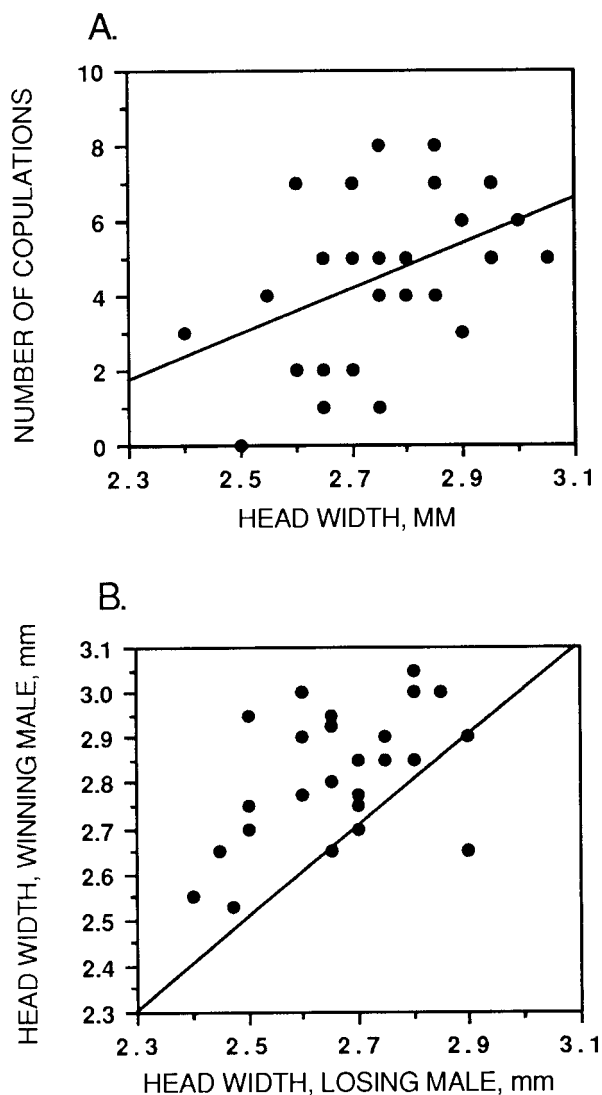 A.
NUMBER OF COPULATIONS
10
8
6
4
2
0
2.3 2.5 2.7 2.9 3.1
HEAD WIDTH, MM
B.
HEAD WIDTH, WINNING MALE, mm
3.1
3.0
2.9
2.8
2.7
2.6
2.5
2.4
2.3
2.3 2.5 2.7 2.9 3.1
HEAD WIDTH, LOSING MALE, mm